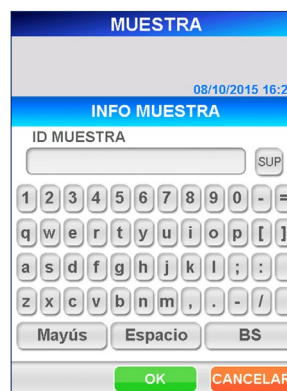 MUESTRA
08/10/2015 16:2
INFO MUESTRA
ID MUESTRA
SUP
1 2 3 4 5 6 7 8 9 0 - =
q w e r t y u i o p [ ]
a s d f g h j k l ; :
z x c v b n m , . - /
Mayús Espacio BS
OK CANCELAR